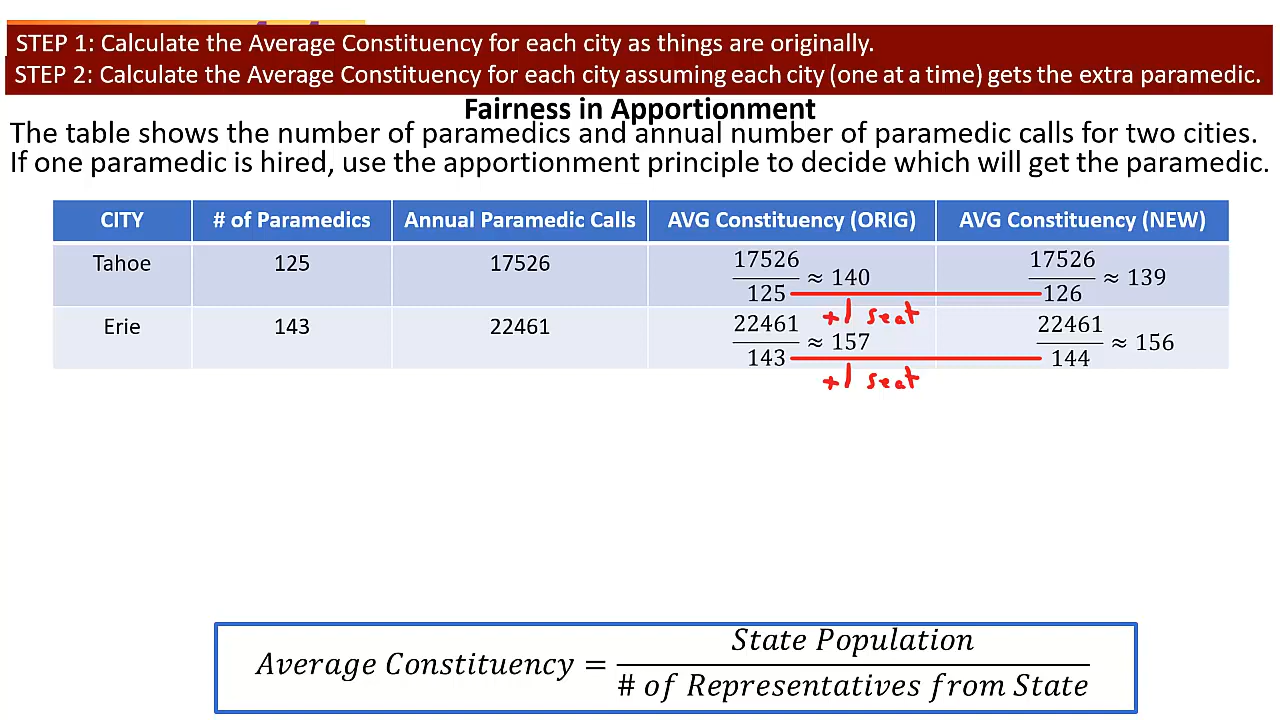 STEP 1: Calculate the Average Constituency for each city as things are originally.
STEP 2: Calculate the Average Constituency for each city assuming each city (one at a time) gets the extra paramedic.
Fairness in Apportionment
The table shows the number of paramedics and annual number of paramedic calls for two cities.
If one paramedic is hired, use the apportionment principle to decide which will get the paramedic.
CITY # of Paramedics Annual Paramedic Calls AVG Constituency (ORIG) AVG Constituency (NEW)
Tahoe 125 17526 17526/125 ≈ 140 17526/126 ≈ 139
+1 seat
Erie 143 22461 22461/143 ≈ 157 22461/144 ≈ 156
+1 seat
Average Constituency = State Population / # of Representatives from State